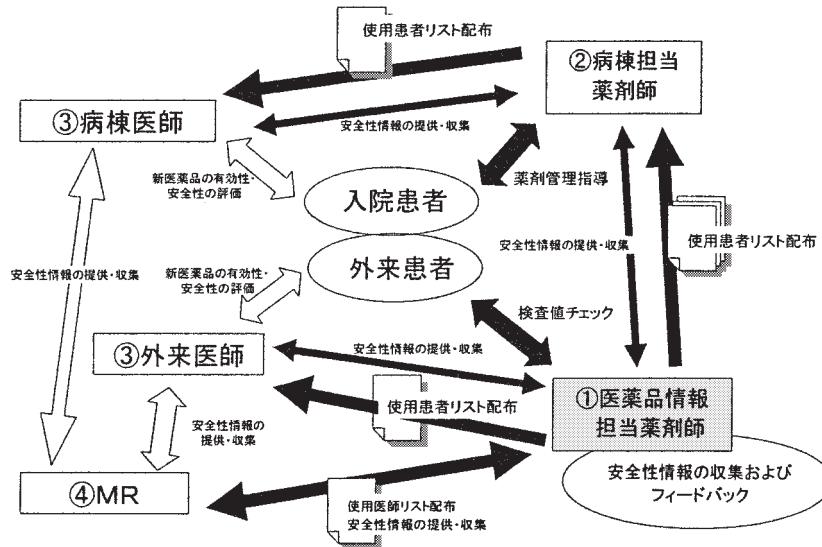 使用患者リスト配布
②病棟担当
薬剤師
③病棟医師
安全性情報の提供・収集
新医薬品の有効性・
安全性の評価
入院患者
薬剤管理指導
安全性情報の提供・収集
使用患者リスト配布
安全性情報の提供・収集
新医薬品の有効性・
安全性の評価
外来患者
検査値チェック
③外来医師
安全性情報の提供・収集
使用患者リスト配布
①医薬品情報
担当薬剤師
安全性情報の
提供・収集
安全性情報の収集および
フィードバック
④MR
使用医師リスト配布
安全性情報の提供・収集